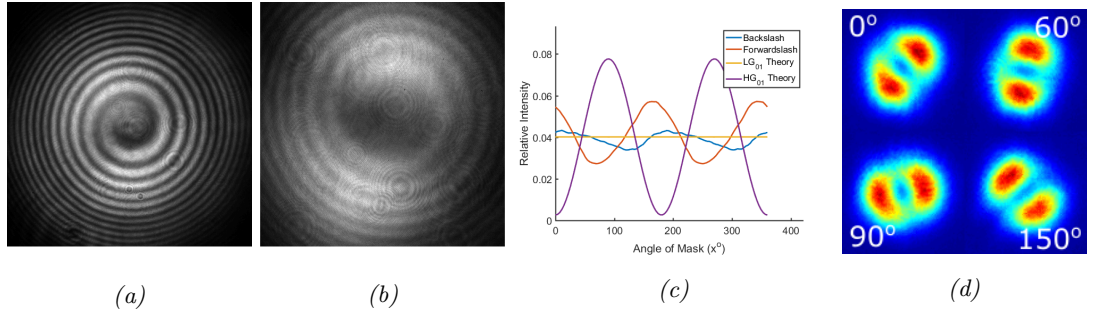 Relative Intensity
0.08
0.06
0.04
0.02
0
0 100 200 300 400
Angle of Mask (x°)
Backslash
Forwardslash
LG₀₁ Theory
HG₀₁ Theory
0° 60°
90° 150°
(a) (b) (c) (d)